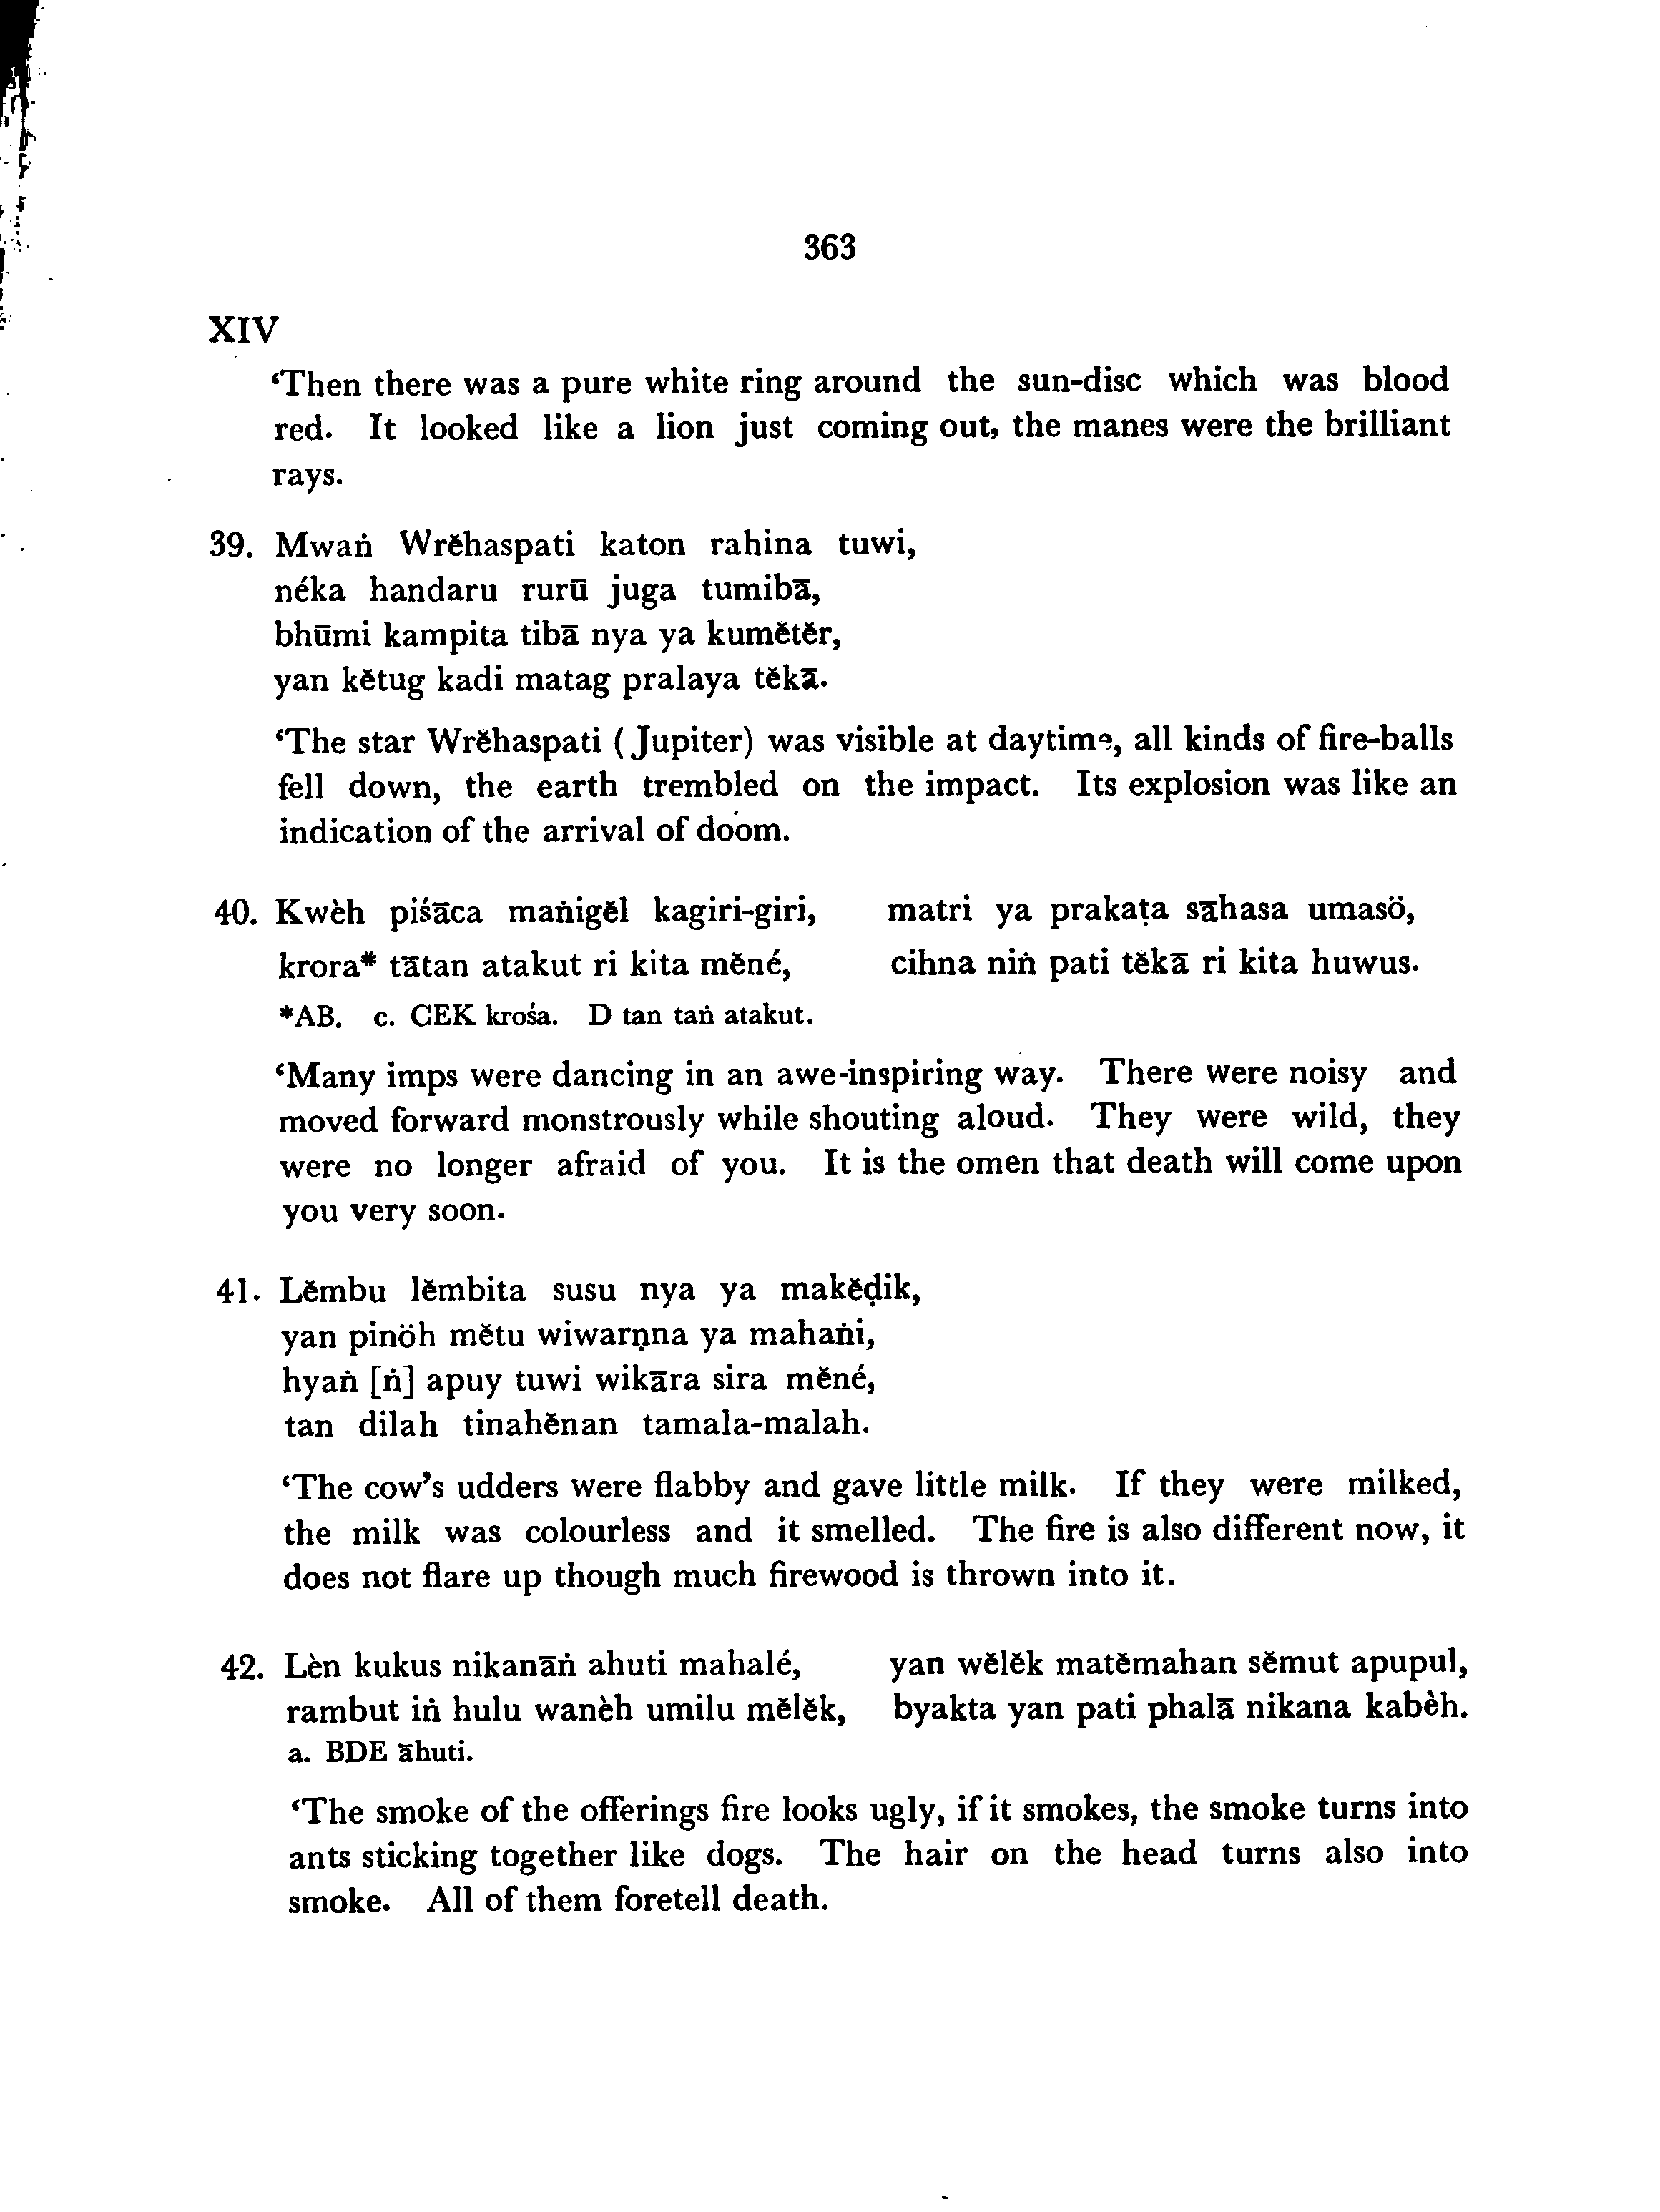 363
XIV
‘Then there was a pure white ring around the sun-disc which was blood
red. It looked like a lion just coming out, the manes were the brilliant
rays.
39. Mwaṅ Wrĕhaspati katon rahina tuwi,
néka handaru rurū juga tumibā,
bhūmi kampita tibā nya ya kumĕtĕr,
yan kĕtug kadi matag pralaya tĕkā.
‘The star Wrĕhaspati (Jupiter) was visible at daytime, all kinds of fire-balls
fell down, the earth trembled on the impact. Its explosion was like an
indication of the arrival of doom.
40. Kwèh piśāca maṅigĕl kagiri-giri, matri ya prakaṭa sāhasa umasö,
krora* tātan atakut ri kita mĕné, cihna niṅ pati tĕkā ri kita huwus.
*AB. c. CEK krośa. D tan taṅ atakut.
‘Many imps were dancing in an awe-inspiring way. There were noisy and
moved forward monstrously while shouting aloud. They were wild, they
were no longer afraid of you. It is the omen that death will come upon
you very soon.
41. Lĕmbu lĕmbita susu nya ya makĕḍik,
yan pinöh mĕtu wiwarṇna ya mahaṅi,
hyaṅ [ṅ] apuy tuwi wikāra sira mĕné,
tan dilah tinahĕnan tamala-malah.
‘The cow’s udders were flabby and gave little milk. If they were milked,
the milk was colourless and it smelled. The fire is also different now, it
does not flare up though much firewood is thrown into it.
42. Lèn kukus nikanāṅ ahuti mahalé, yan wĕlĕk matĕmahan sĕmut apupul,
rambut iṅ hulu wanèh umilu mĕlĕk, byakta yan pati phalā nikana kabèh.
a. BDE āhuti.
‘The smoke of the offerings fire looks ugly, if it smokes, the smoke turns into
ants sticking together like dogs. The hair on the head turns also into
smoke. All of them foretell death.